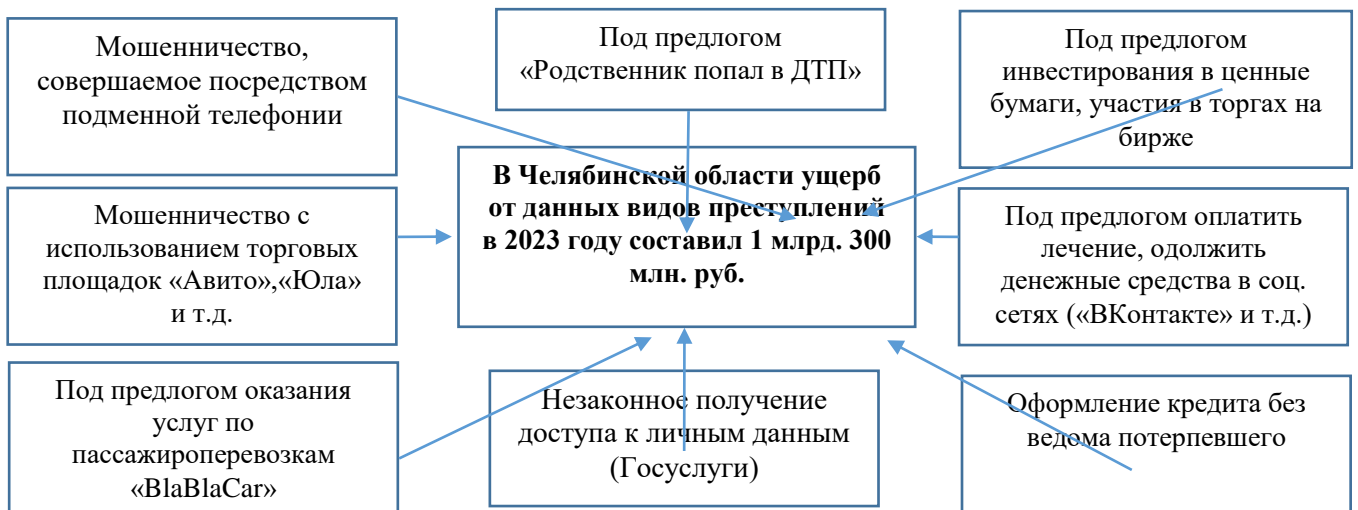 Мошенничество,
совершаемое посредством
подменной телефонии
Под предлогом
«Родственник попал в ДТП»
Под предлогом
инвестирования в ценные
бумаги, участия в торгах на
бирже
В Челябинской области ущерб
от данных видов преступлений
в 2023 году составил 1 млрд. 300
млн. руб.
Мошенничество с
использованием торговых
площадок «Авито»,«Юла»
и т.д.
Под предлогом оплатить
лечение, одолжить
денежные средства в соц.
сетях («ВКонтакте» и т.д.)
Под предлогом оказания
услуг по
пассажироперевозкам
«BlaBlaCar»
Незаконное получение
доступа к личным данным
(Госуслуги)
Оформление кредита без
ведома потерпевшего